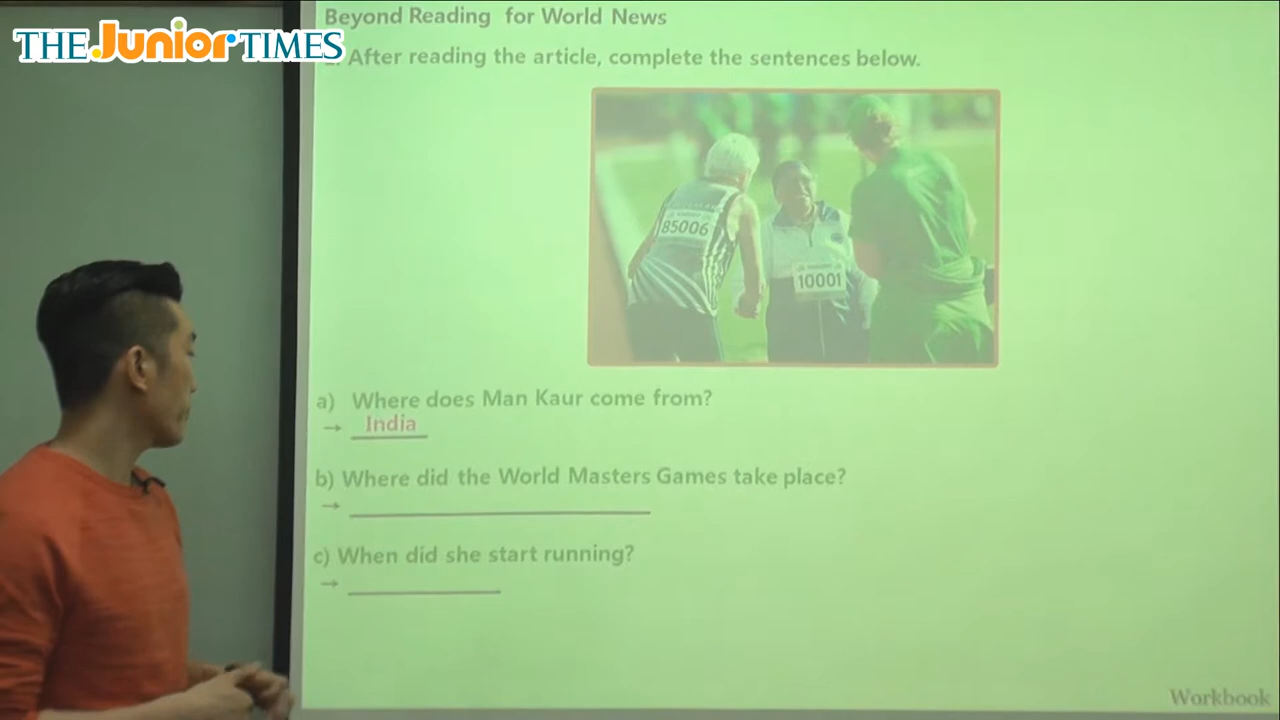 THE Junior TIMES
Beyond Reading for World News
After reading the article, complete the sentences below.
85006
10001
a) Where does Man Kaur come from?
→ India
b) Where did the World Masters Games take place?
→
c) When did she start running?
→
Workbook